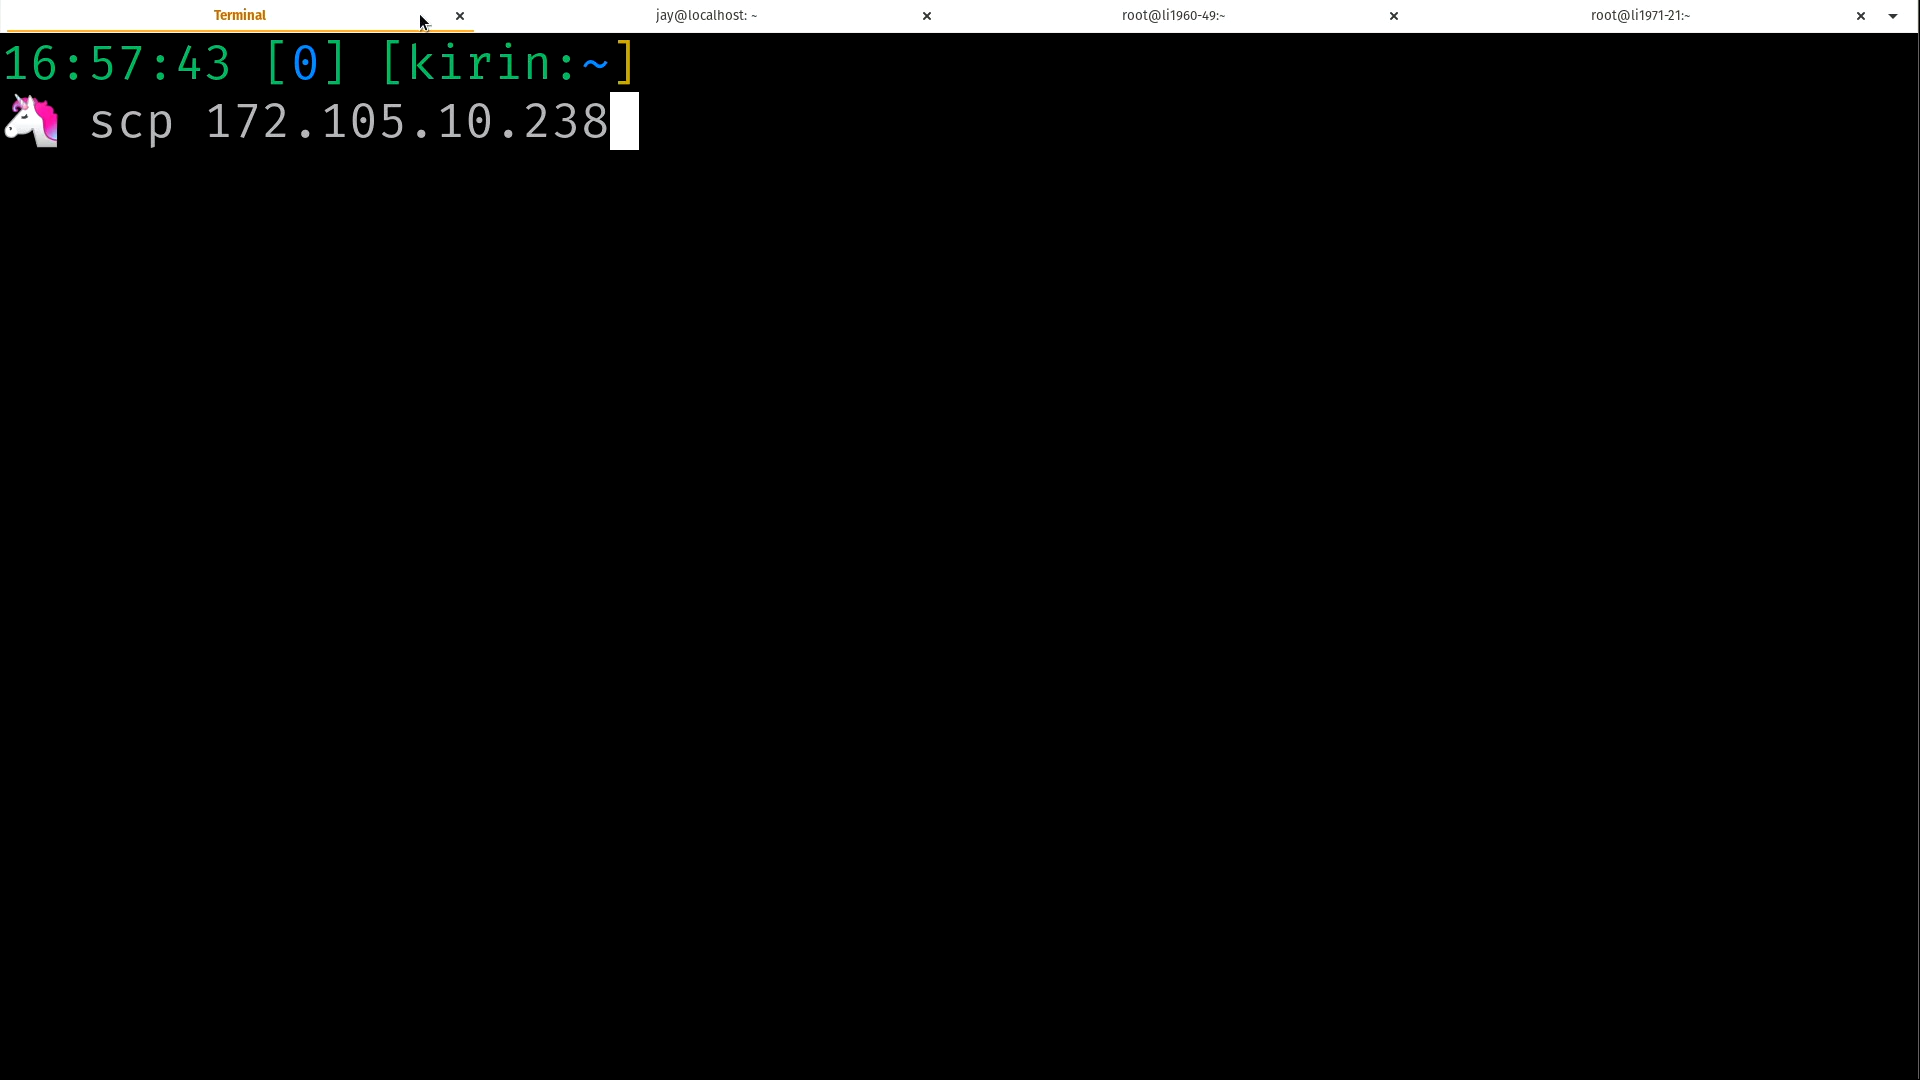 Terminal
jay@localhost: ~
root@li1960-49:~
root@li1971-21:~
16:57:43 [0] [kirin:~]
scp 172.105.10.238